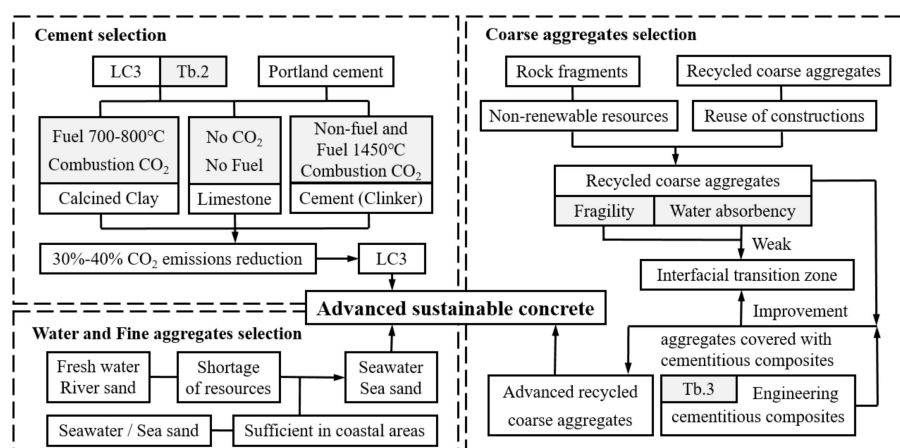 Cement selection
LC3
Tb.2
Portland cement
Fuel 700-800℃
Combustion CO₂
Calcined Clay
No CO₂
No Fuel
Limestone
Non-fuel and
Fuel 1450℃
Combustion CO₂
Cement (Clinker)
30%-40% CO₂ emissions reduction
LC3
Coarse aggregates selection
Rock fragments
Recycled coarse aggregates
Non-renewable resources
Reuse of constructions
Recycled coarse aggregates
Fragility
Water absorbency
Weak
Interfacial transition zone
Improvement
aggregates covered with
cementitious composites
Tb.3
Engineering
cementitious composites
Advanced recycled
coarse aggregates
Advanced sustainable concrete
Water and Fine aggregates selection
Fresh water
River sand
Shortage
of resources
Seawater
Sea sand
Seawater / Sea sand
Sufficient in coastal areas